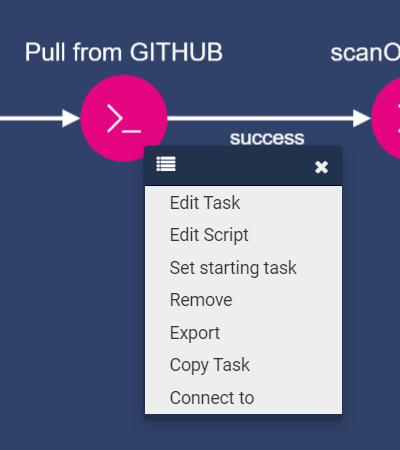 Pull from GITHUB
scanO
success
Edit Task
Edit Script
Set starting task
Remove
Export
Copy Task
Connect to